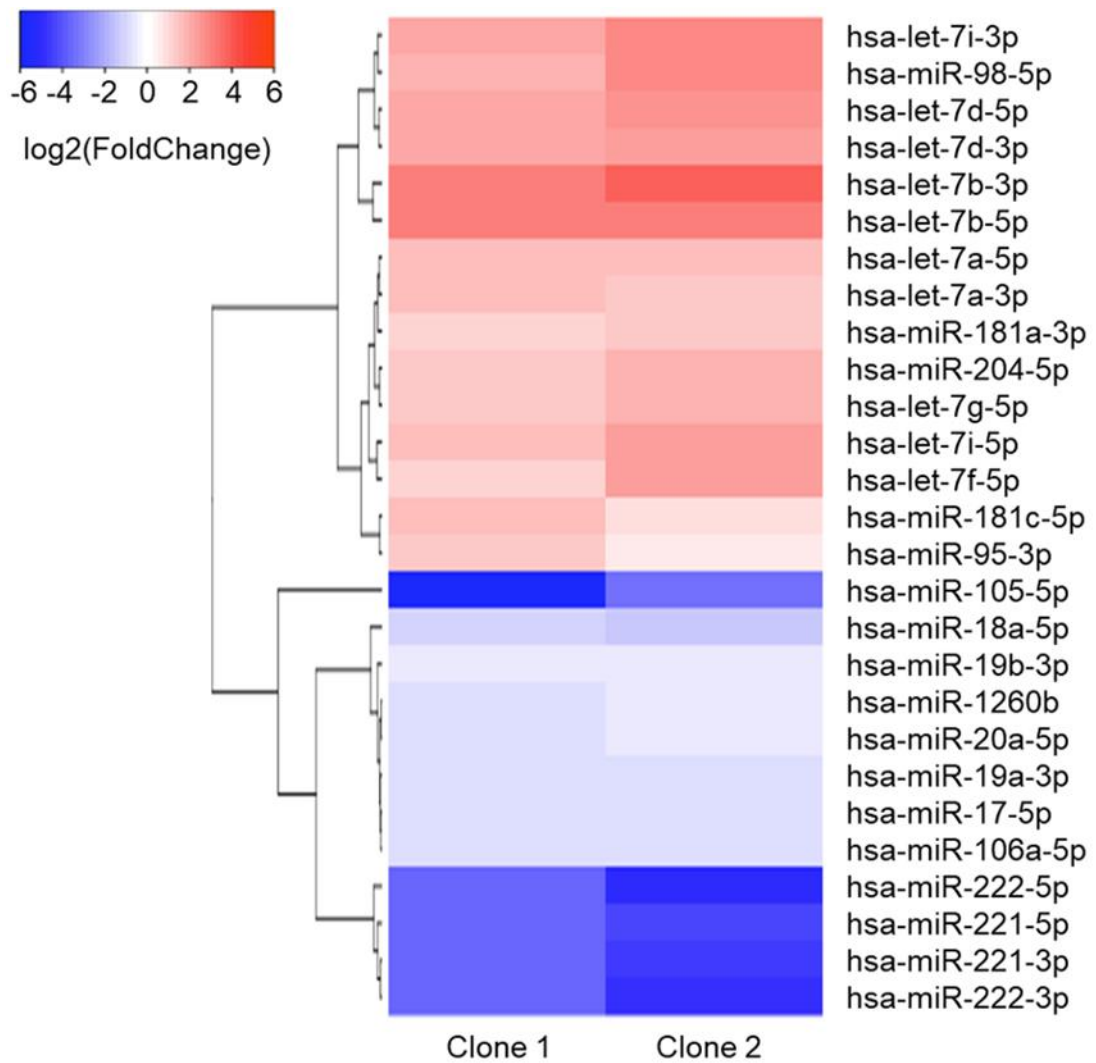 -6 -4 -2 0 2 4 6
log2(FoldChange)
hsa-let-7i-3p
hsa-miR-98-5p
hsa-let-7d-5p
hsa-let-7d-3p
hsa-let-7b-3p
hsa-let-7b-5p
hsa-let-7a-5p
hsa-let-7a-3p
hsa-miR-181a-3p
hsa-miR-204-5p
hsa-let-7g-5p
hsa-let-7i-5p
hsa-let-7f-5p
hsa-miR-181c-5p
hsa-miR-95-3p
hsa-miR-105-5p
hsa-miR-18a-5p
hsa-miR-19b-3p
hsa-miR-1260b
hsa-miR-20a-5p
hsa-miR-19a-3p
hsa-miR-17-5p
hsa-miR-106a-5p
hsa-miR-222-5p
hsa-miR-221-5p
hsa-miR-221-3p
hsa-miR-222-3p
Clone 1 Clone 2